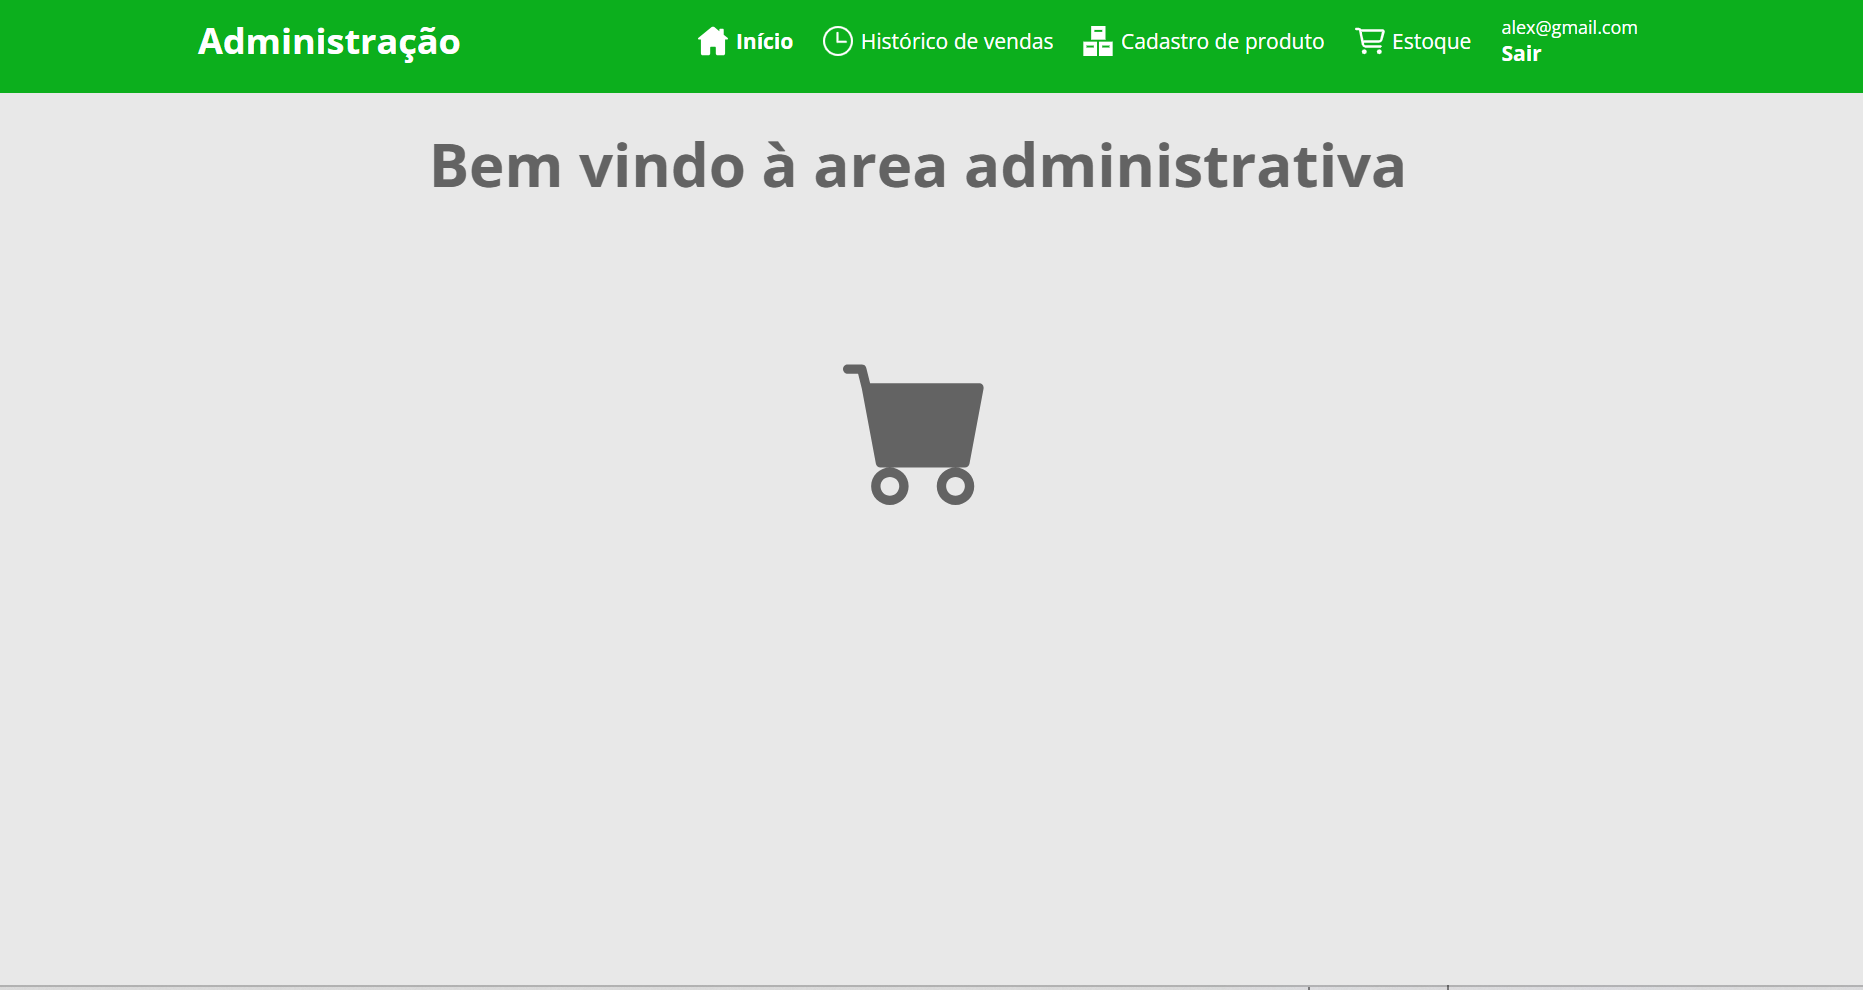 Administração
Início
Histórico de vendas
Cadastro de produto
Estoque
alex@gmail.com
Sair
Bem vindo à area administrativa